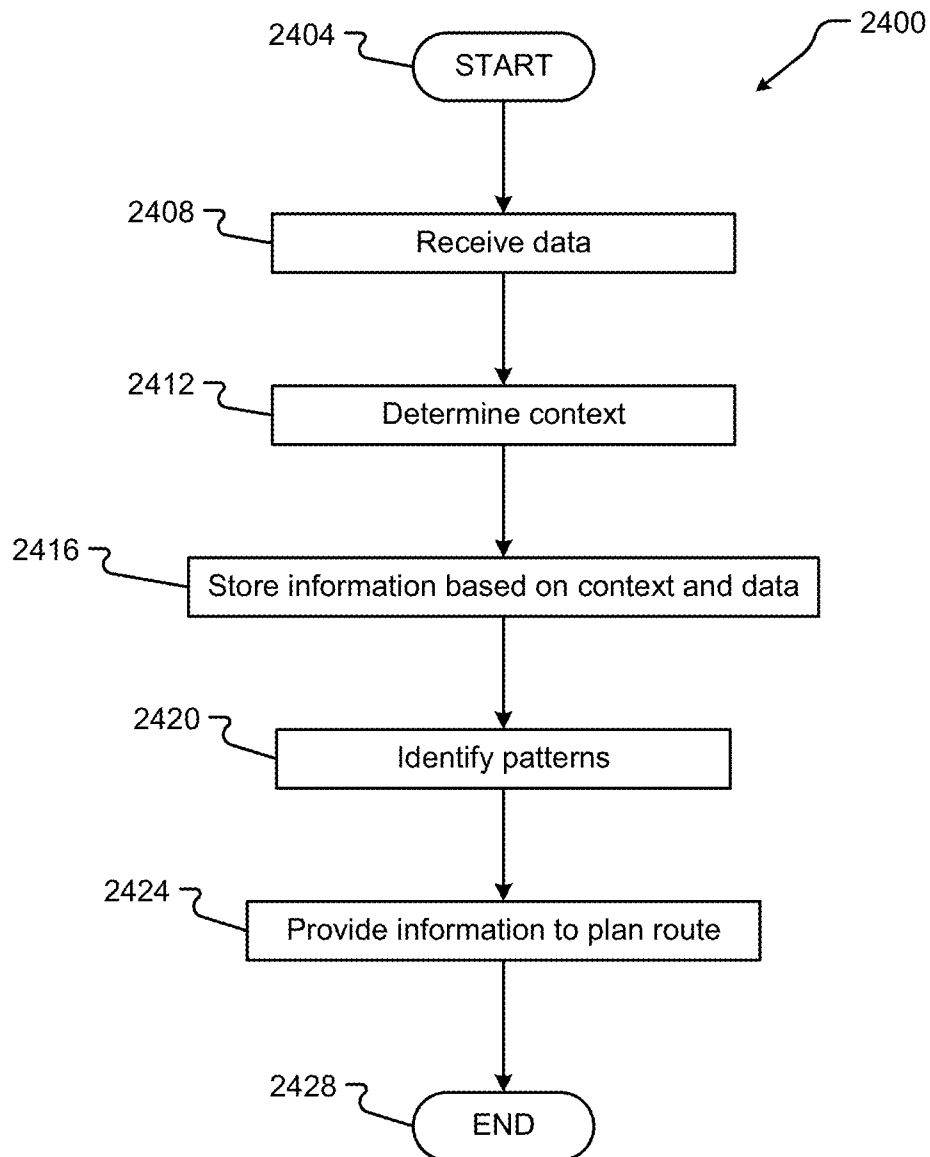 2400
2404
START
2408
Receive data
2412
Determine context
2416
Store information based on context and data
2420
Identify patterns
2424
Provide information to plan route
2428
END